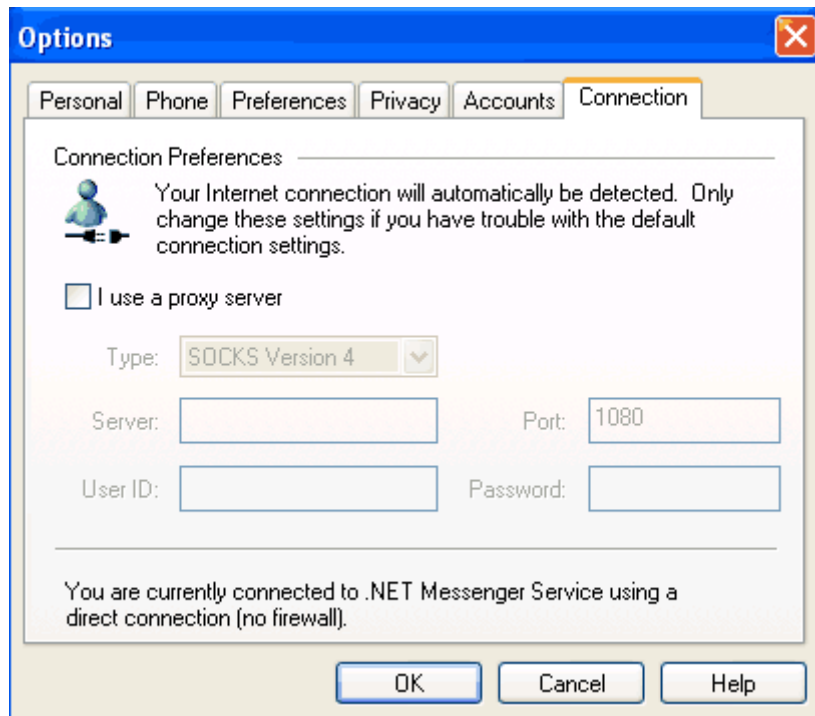 Options
Personal Phone Preferences Privacy Accounts Connection
Connection Preferences
Your Internet connection will automatically be detected. Only
change these settings if you have trouble with the default
connection settings.
I use a proxy server
Type: SOCKS Version 4
Server: Port: 1080
User ID: Password:
You are currently connected to .NET Messenger Service using a
direct connection (no firewall).
OK Cancel Help